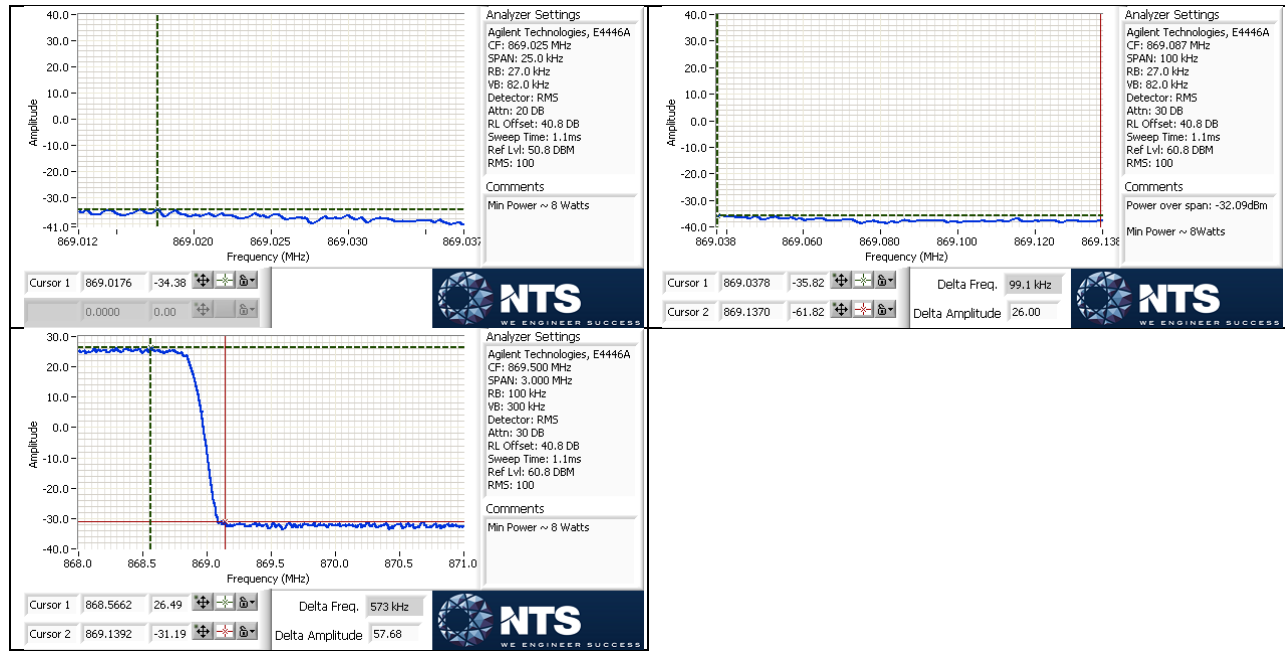 40.0
30.0
20.0
10.0
0.0
-10.0
-20.0
-30.0
-41.0
Amplitude
869.012 869.020 869.025 869.030 869.037
Frequency (MHz)
Analyzer Settings
Agilent Technologies, E4446A
CF: 869.025 MHz
SPAN: 25.0 kHz
RB: 27.0 kHz
VB: 82.0 kHz
Detector: RMS
Attn: 20 DB
RL Offset: 40.8 DB
Sweep Time: 1.1ms
Ref Lvl: 50.8 DBM
RMS: 100
Comments
Min Power ~ 8 Watts
Cursor 1 869.0176 -34.38
0.0000 0.00
NTS
WE ENGINEER SUCCESS
40.0
30.0
20.0
10.0
0.0
-10.0
-20.0
-30.0
-40.0
Amplitude
869.038 869.060 869.080 869.100 869.120 869.138
Frequency (MHz)
Analyzer Settings
Agilent Technologies, E4446A
CF: 869.087 MHz
SPAN: 100 kHz
RB: 27.0 kHz
VB: 82.0 kHz
Detector: RMS
Attn: 30 DB
RL Offset: 40.8 DB
Sweep Time: 1.1ms
Ref Lvl: 60.8 DBM
RMS: 100
Comments
Power over span: -32.09dBm
Min Power ~ 8Watts
Cursor 1 869.0378 -35.82
Cursor 2 869.1370 -61.82
Delta Freq. 99.1 kHz
Delta Amplitude 26.00
NTS
WE ENGINEER SUCCESS
30.0
20.0
10.0
0.0
-10.0
-20.0
-30.0
-40.0
Amplitude
868.0 868.5 869.0 869.5 870.0 870.5 871.0
Frequency (MHz)
Analyzer Settings
Agilent Technologies, E4446A
CF: 869.500 MHz
SPAN: 3.000 MHz
RB: 100 kHz
VB: 300 kHz
Detector: RMS
Attn: 30 DB
RL Offset: 40.8 DB
Sweep Time: 1.1ms
Ref Lvl: 60.8 DBM
RMS: 100
Comments
Min Power ~ 8 Watts
Cursor 1 868.5662 26.49
Cursor 2 869.1392 -31.19
Delta Freq. 573 kHz
Delta Amplitude 57.68
NTS
WE ENGINEER SUCCESS